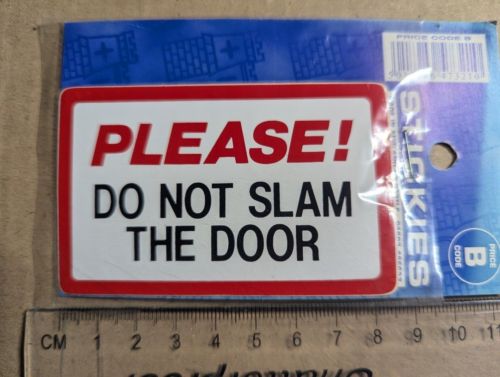 PRICE CODE B
PLEASE!
DO NOT SLAM
THE DOOR
STICKIES
PRICE
B
CODE
CM 1 2 3 4 5 6 7 8 9 10 11